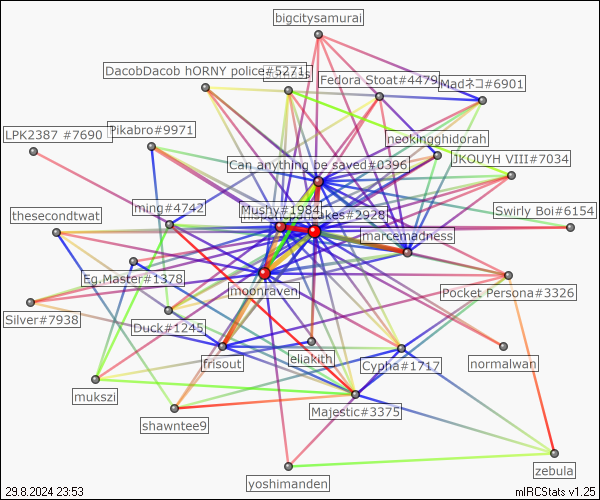 bigcitysamurai
DacobDacob hORNY police#5271
Fedora Stoat#4479
Madネコ#6901
LPK2387 #7690
Pikabro#9971
neokingghidorah
Can anything be saved#0396
JKOUYH VIII#7034
thesecondtwat
ming#4742
Mushy#1984
#2928
Swirly Boi#6154
marcemadness
Eg.Master#1378
moonraven
Pocket Persona#3326
Silver#7938
Duck#1245
frisout
eliakith
Cypha#1717
normalwan
mukszi
shawntee9
Majestic#3375
zebula
yoshimanden
29.8.2024 23:53
mIRCStats v1.25